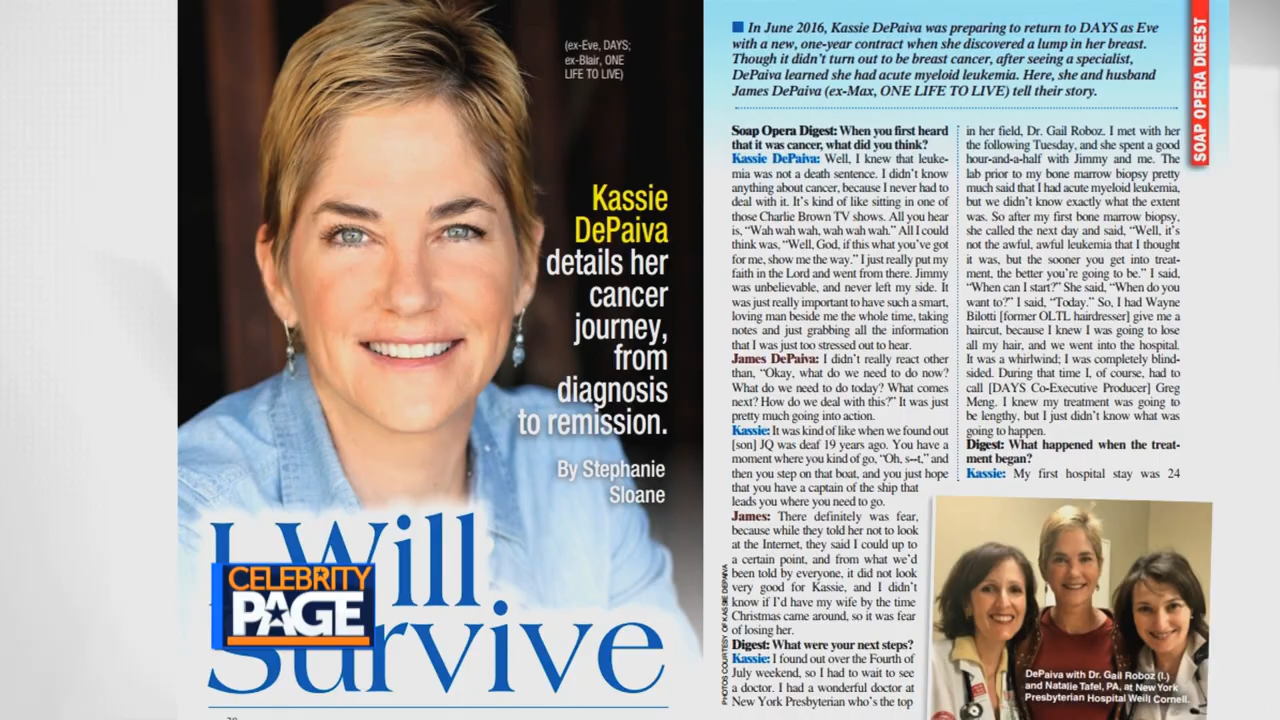 (ex-Eve, DAYS;
ex-Blair, ONE
LIFE TO LIVE)
Kassie
DePaiva
details her
cancer
journey,
from
diagnosis
to remission.
By Stephanie
Sloane
I Will
Survive
CELEBRITY
PAGE
In June 2016, Kassie DePaiva was preparing to return to DAYS as Eve
with a new, one-year contract when she discovered a lump in her breast.
Though it didn't turn out to be breast cancer, after seeing a specialist,
DePaiva learned she had acute myeloid leukemia. Here, she and husband
James DePaiva (ex-Max, ONE LIFE TO LIVE) tell their story.
SOAP OPERA DIGEST
Soap Opera Digest: When you first heard
that it was cancer, what did you think?
Kassie DePaiva: Well, I knew that leuke-
mia was not a death sentence. I didn't know
anything about cancer, because I never had to
deal with it. It's kind of like sitting in one of
those Charlie Brown TV shows. All you hear
is, "Wah wah wah, wah wah wah." All I could
think was, "Well, God, if this what you've got
for me, show me the way." I just really put my
faith in the Lord and went from there. Jimmy
was unbelievable, and never left my side. It
was just really important to have such a smart,
loving man beside me the whole time, taking
notes and just grabbing all the information
that I was just too stressed out to hear.
James DePaiva: I didn't really react other
than, "Okay, what do we need to do now?
What do we need to do today? What comes
next? How do we deal with this?" It was just
pretty much going into action.
Kassie: It was kind of like when we found out
[son] JQ was deaf 19 years ago. You have a
moment where you kind of go, "Oh, s--t," and
then you step on that boat, and you just hope
that you have a captain of the ship that
leads you where you need to go.
James: There definitely was fear,
because while they told her not to look
at the Internet, they said I could up to
a certain point, and from what we'd
been told by everyone, it did not look
very good for Kassie, and I didn't
know if I'd have my wife by the time
Christmas came around, so it was fear
of losing her.
Digest: What were your next steps?
Kassie: I found out over the Fourth of
July weekend, so I had to wait to see
a doctor. I had a wonderful doctor at
New York Presbyterian who's the top
in her field, Dr. Gail Roboz. I met with her
the following Tuesday, and she spent a good
hour-and-a-half with Jimmy and me. The
lab prior to my bone marrow biopsy pretty
much said that I had acute myeloid leukemia,
but we didn't know exactly what the extent
was. So after my first bone marrow biopsy,
she called the next day and said, "Well, it's
not the awful, awful leukemia that I thought
it was, but the sooner you get into treat-
ment, the better you're going to be." I said,
"When can I start?" She said, "When do you
want to?" I said, "Today." So, I had Wayne
Bilotti [former OLTL hairdresser] give me a
haircut, because I knew I was going to lose
all my hair, and we went into the hospital.
It was a whirlwind; I was completely blind-
sided. During that time I, of course, had to
call [DAYS Co-Executive Producer] Greg
Meng. I knew my treatment was going to
be lengthy, but I just didn't know what was
going to happen.
Digest: What happened when the treat-
ment began?
Kassie: My first hospital stay was 24
PHOTOS COURTESY OF KASSIE DEPAIVA
DePaiva with Dr. Gail Roboz (l.)
and Natalie Tafel, PA, at New York
Presbyterian Hospital Weill Cornell.